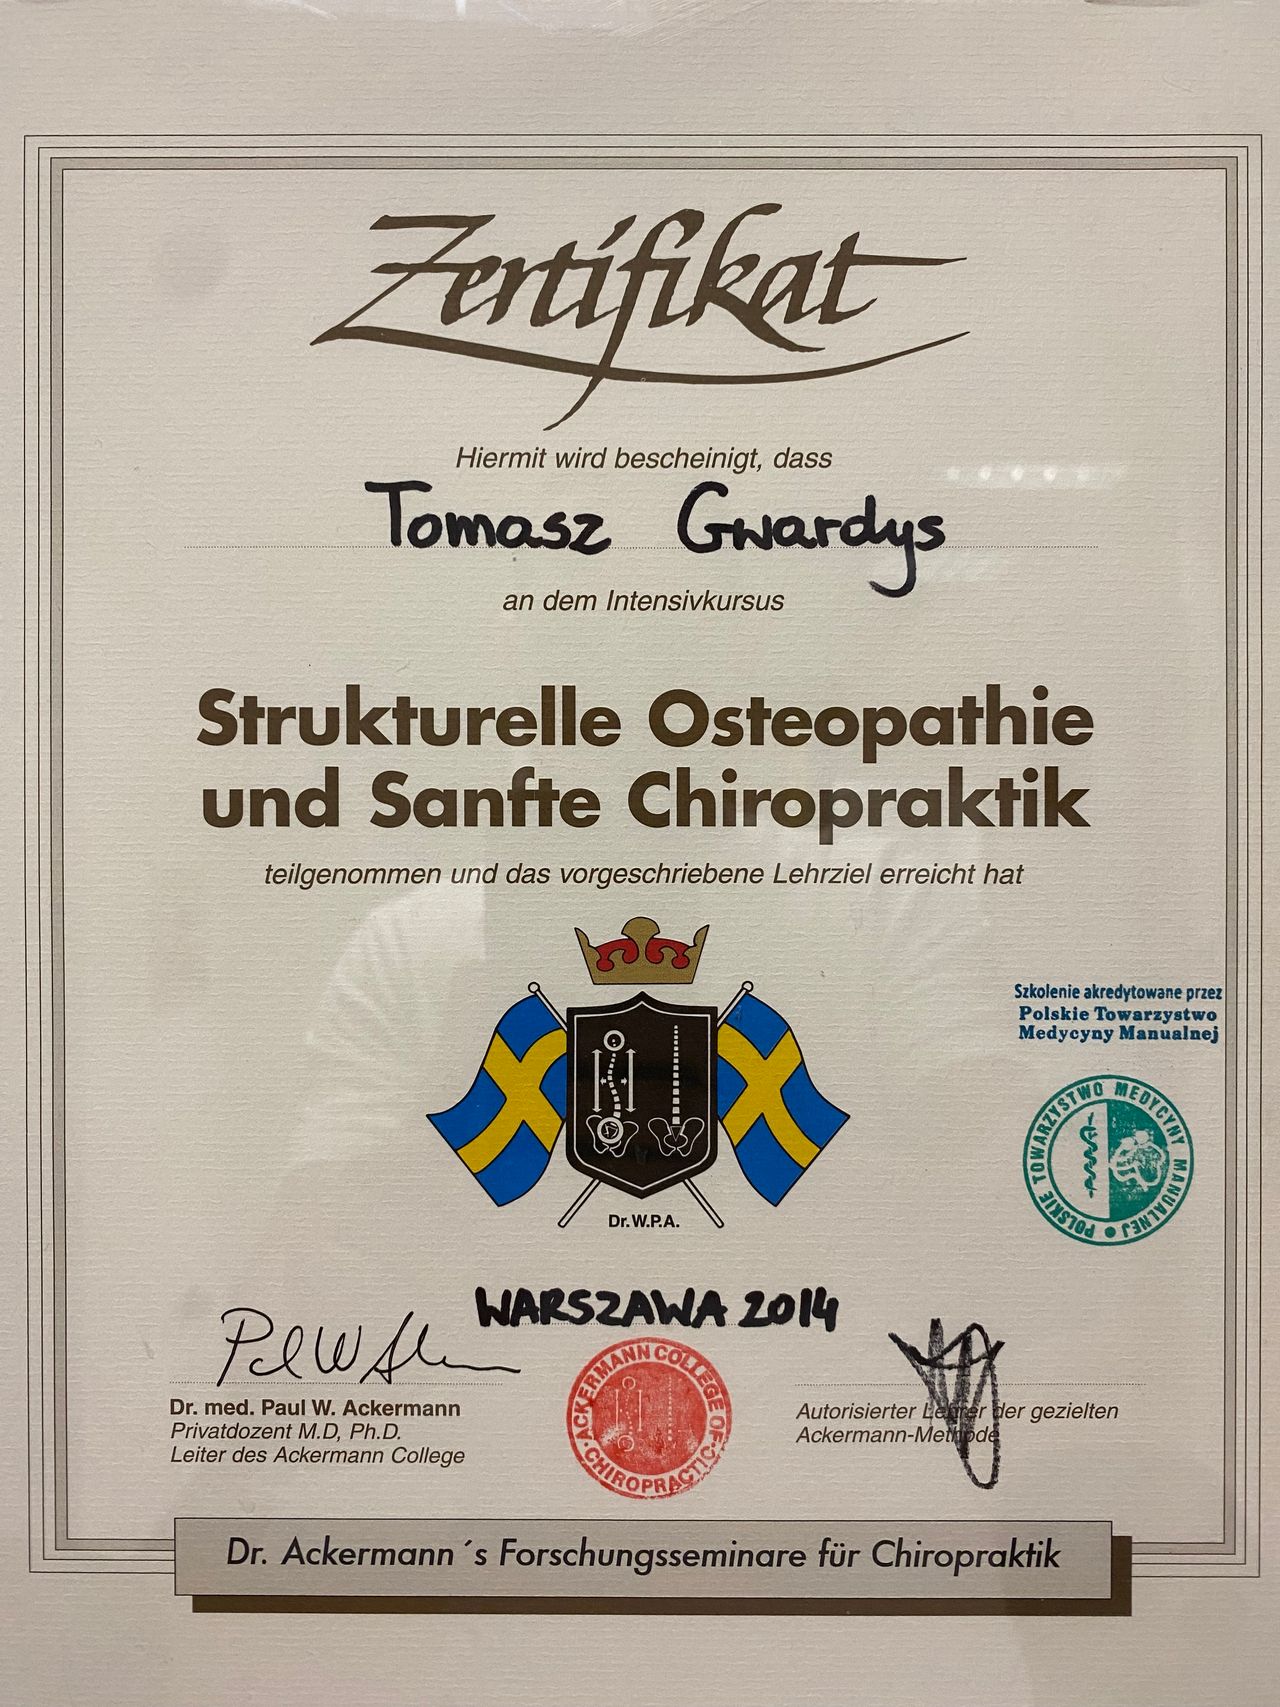 Zertifikat
Hiermit wird bescheinigt, dass
Tomasz Gwardys
an dem Intensivkursus
Strukturelle Osteopathie
und Sanfte Chiropraktik
teilgenommen und das vorgeschriebene Lehrziel erreicht hat
Szkolenie akredytowane przez
Polskie Towarzystwo
Medycyny Manualnej
POLSKIE TOWARZYSTWO MEDYCYNY MANUALNEJ
Dr.W.P.A.
WARSZAWA 2014
Dr. med. Paul W. Ackermann
Privatdozent M.D, Ph.D.
Leiter des Ackermann College
ACKERMANN COLLEGE OF CHIROPRACTIC
Autorisierter Lehrer der gezielten
Ackermann-Methode
Dr. Ackermann´s Forschungsseminare für Chiropraktik